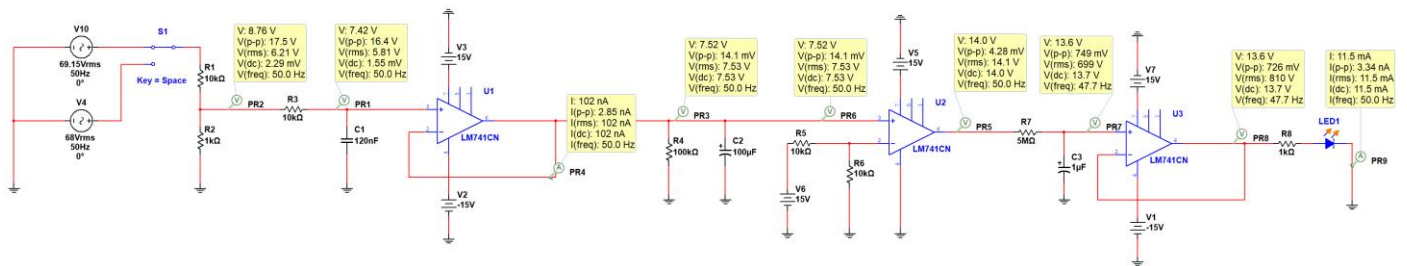 V10
69.15Vrms
50Hz
0°
V4
68Vrms
50Hz
0°
S1
Key = Space
R1
10kΩ
R2
1kΩ
V: 8.76 V
V(p-p): 17.5 V
V(rms): 6.21 V
V(dc): 2.29 mV
V(freq): 50.0 Hz
V
PR2
R3
10kΩ
V: 7.42 V
V(p-p): 16.4 V
V(rms): 5.81 V
V(dc): 1.55 mV
V(freq): 50.0 Hz
V
PR1
C1
120nF
V3
15V
U1
LM741CN
V2
-15V
I: 102 nA
I(p-p): 2.85 nA
I(rms): 102 nA
I(dc): 102 nA
I(freq): 50.0 Hz
A
PR4
V: 7.52 V
V(p-p): 14.1 mV
V(rms): 7.53 V
V(dc): 7.53 V
V(freq): 50.0 Hz
V
PR3
R4
100kΩ
C2
100µF
V: 7.52 V
V(p-p): 14.1 mV
V(rms): 7.53 V
V(dc): 7.53 V
V(freq): 50.0 Hz
V
PR6
R5
10kΩ
R6
10kΩ
V6
15V
V5
15V
U2
LM741CN
V: 14.0 V
V(p-p): 4.28 mV
V(rms): 14.1 V
V(dc): 14.0 V
V(freq): 50.0 Hz
V
PR5
R7
5MΩ
V: 13.6 V
V(p-p): 749 mV
V(rms): 699 V
V(dc): 13.7 V
V(freq): 47.7 Hz
V
PR7
C3
1µF
V7
15V
U3
LM741CN
V1
-15V
V: 13.6 V
V(p-p): 726 mV
V(rms): 810 V
V(dc): 13.7 V
V(freq): 47.7 Hz
V
PR8
R8
1kΩ
LED1
I: 11.5 mA
I(p-p): 3.34 nA
I(rms): 11.5 mA
I(dc): 11.5 mA
I(freq): 50.0 Hz
A
PR9